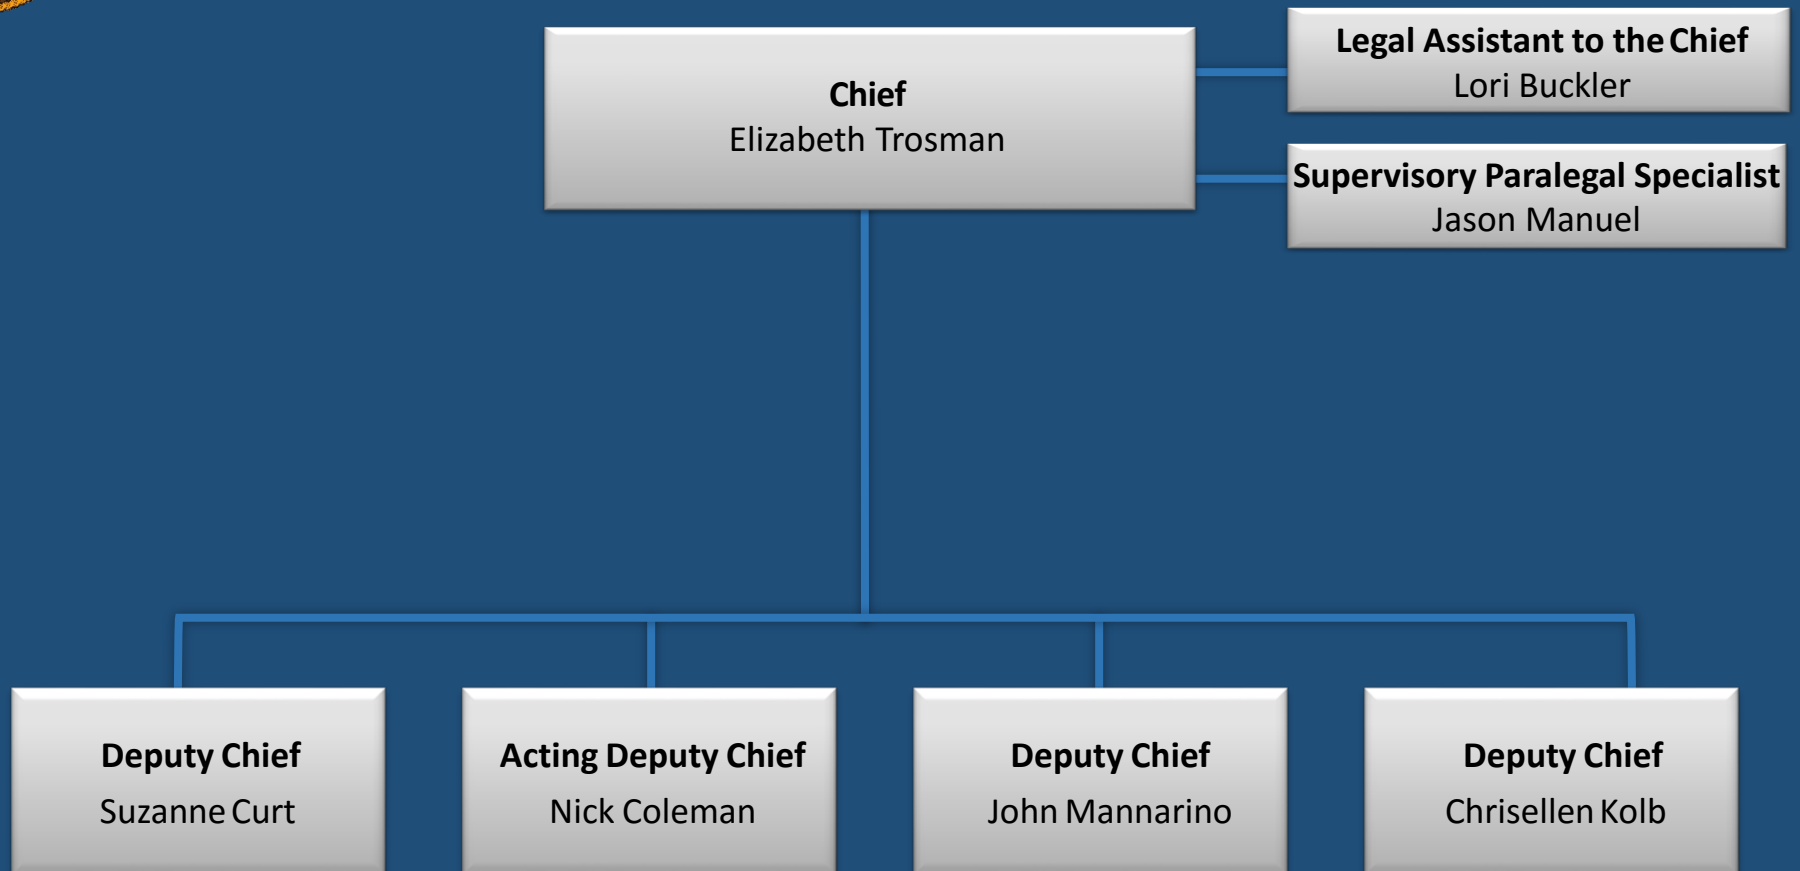 Chief
Elizabeth Trosman
Legal Assistant to the Chief
Lori Buckler
Supervisory Paralegal Specialist
Jason Manuel
Deputy Chief
Suzanne Curt
Acting Deputy Chief
Nick Coleman
Deputy Chief
John Mannarino
Deputy Chief
Chrisellen Kolb